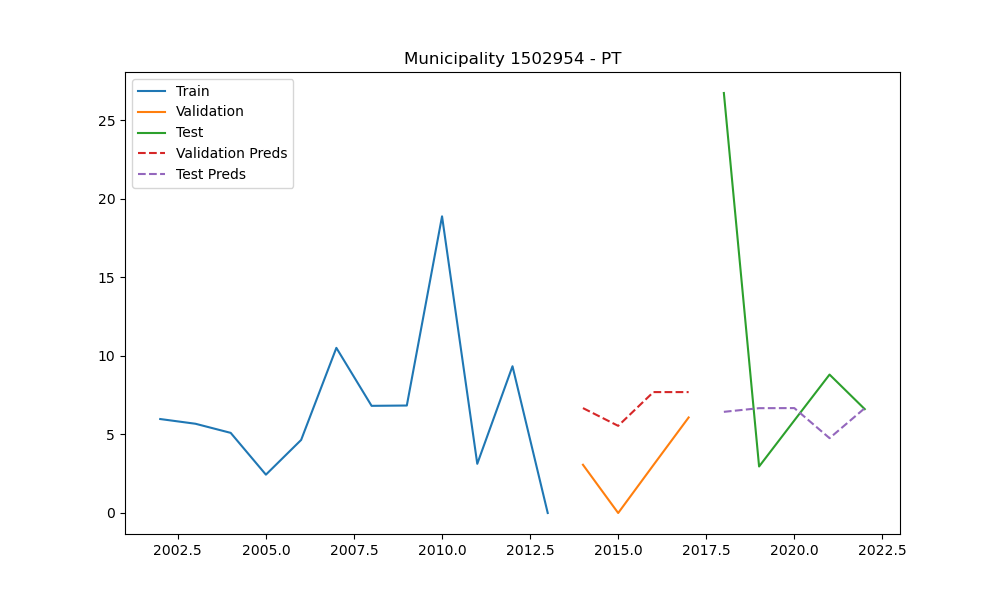 Municipality 1502954 - PT
Train
Validation
Test
Validation Preds
Test Preds
25
20
15
10
5
0
2002.5 2005.0 2007.5 2010.0 2012.5 2015.0 2017.5 2020.0 2022.5